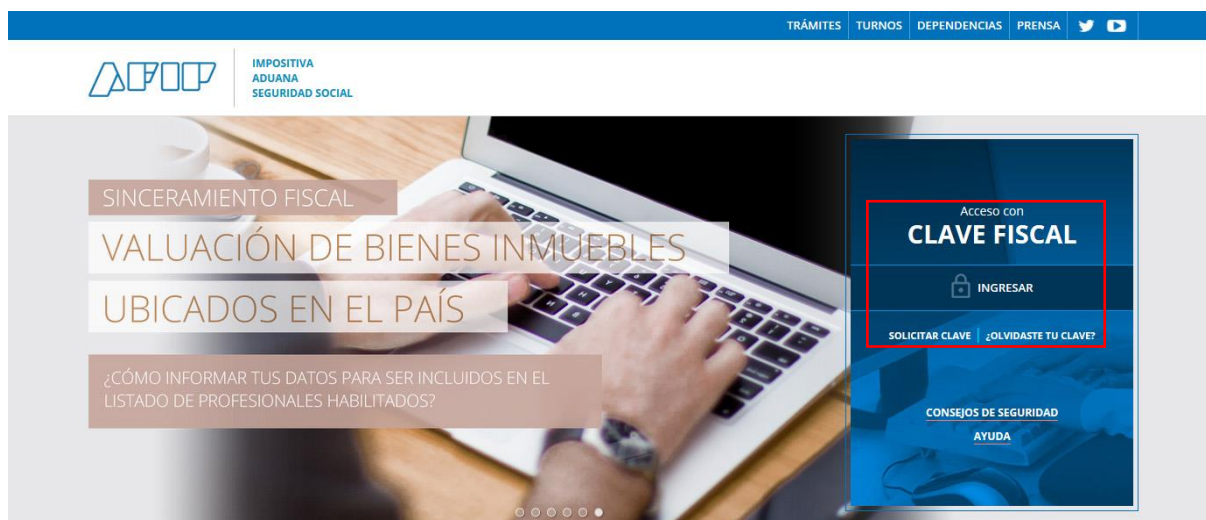 TRÁMITES TURNOS DEPENDENCIAS PRENSA
AFIP
IMPOSITIVA
ADUANA
SEGURIDAD SOCIAL
SINCERAMIENTO FISCAL
VALUACIÓN DE BIENES INMUEBLES
UBICADOS EN EL PAÍS
¿CÓMO INFORMAR TUS DATOS PARA SER INCLUIDOS EN EL
LISTADO DE PROFESIONALES HABILITADOS?
Acceso con
CLAVE FISCAL
INGRESAR
SOLICITAR CLAVE ¿OLVIDASTE TU CLAVE?
CONSEJOS DE SEGURIDAD
AYUDA